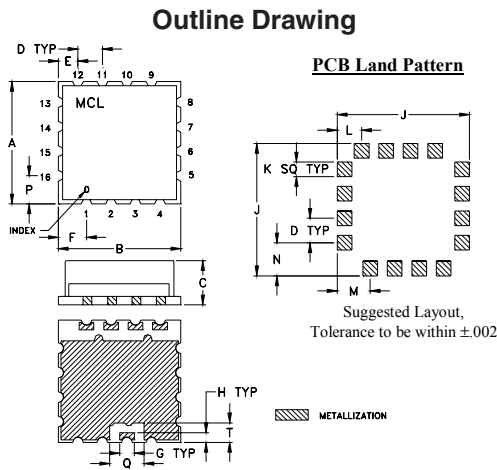 Outline Drawing
D TYP
E
12 11 10 9
13
14
15
16
MCL
8
7
6
5
A
P
INDEX
F
1 2 3 4
B
C
H TYP
T
G TYP
Q
PCB Land Pattern
J
L
K SQ TYP
J
D TYP
N
M
Suggested Layout,
Tolerance to be within ±.002
METALLIZATION